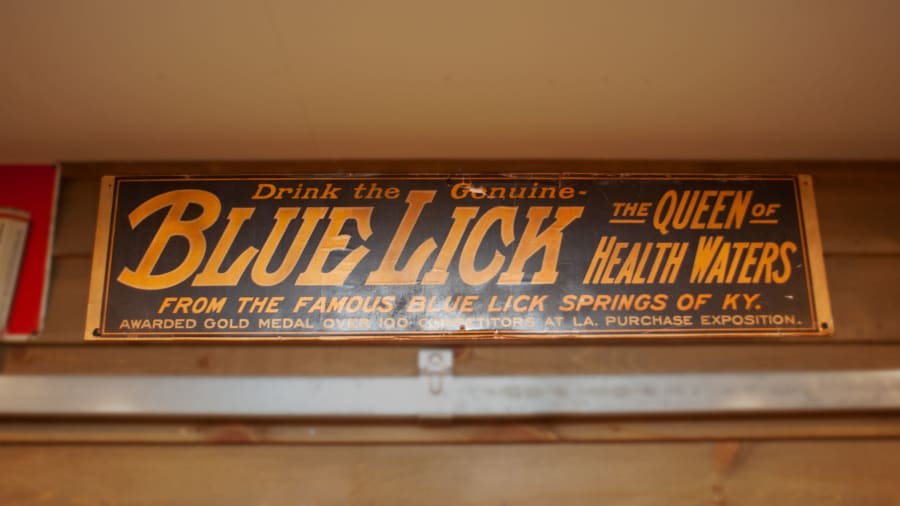 Drink the Genuine-
BLUE LICK
THE QUEEN OF
HEALTH WATERS
FROM THE FAMOUS BLUE LICK SPRINGS OF KY.
AWARDED GOLD MEDAL OVER 100 COMPETITORS AT LA. PURCHASE EXPOSITION.